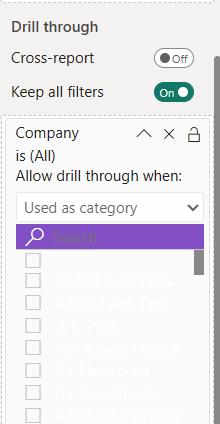 Drill through
Cross-report Off
Keep all filters On
Company
is (All)
Allow drill through when:
Used as category
Search
10,000 Auto Parts
A Plus Lawn Care
A. L. Price
A.J. August Fashion...
A+ Electronics
A+ Investments
Aaronson Furniture